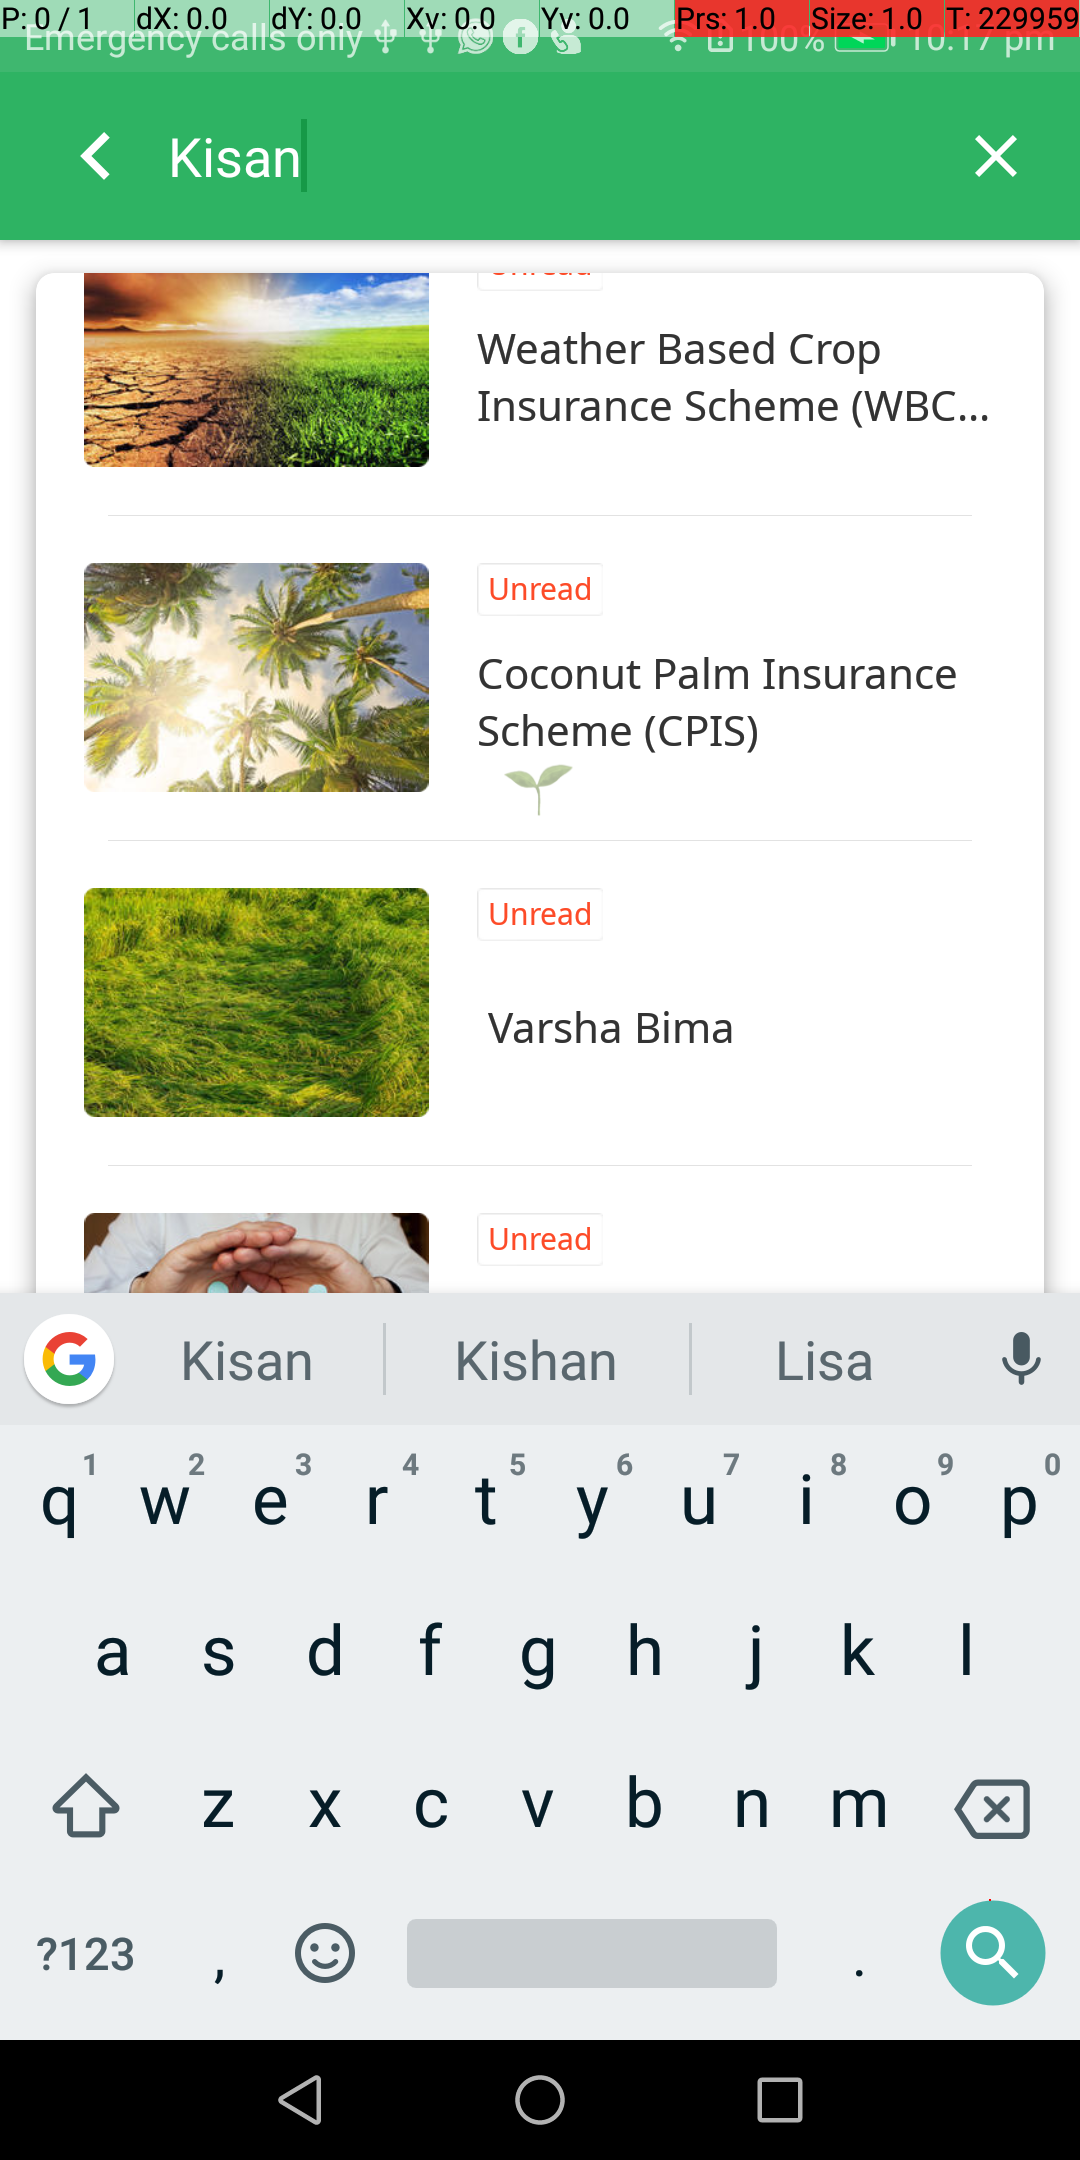 P: 0 / 1 dX: 0.0 dY: 0.0 Xv: 0.0 Yv: 0.0 Prs: 1.0 Size: 1.0 T: 229959
Emergency calls only 100% 10:17 pm
Kisan
Unread
Weather Based Crop
Insurance Scheme (WBC...
Unread
Coconut Palm Insurance
Scheme (CPIS)
Unread
Varsha Bima
Unread
Kisan Kishan Lisa
1 2 3 4 5 6 7 8 9 0
q w e r t y u i o p
a s d f g h j k l
z x c v b n m
?123 , .